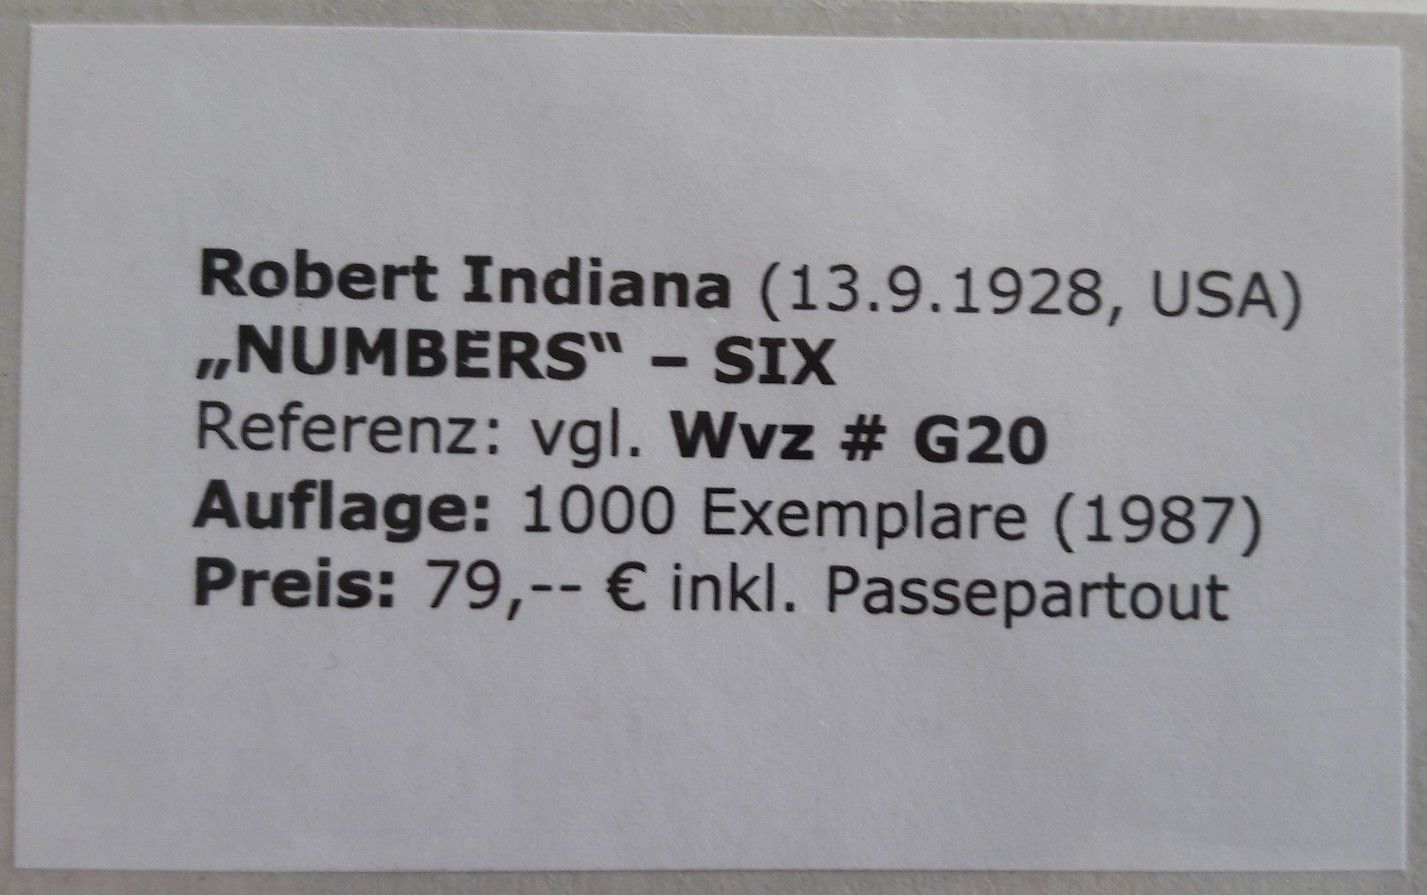 Robert Indiana (13.9.1928, USA)
„NUMBERS“ – SIX
Referenz: vgl. Wvz # G20
Auflage: 1000 Exemplare (1987)
Preis: 79,-- € inkl. Passepartout